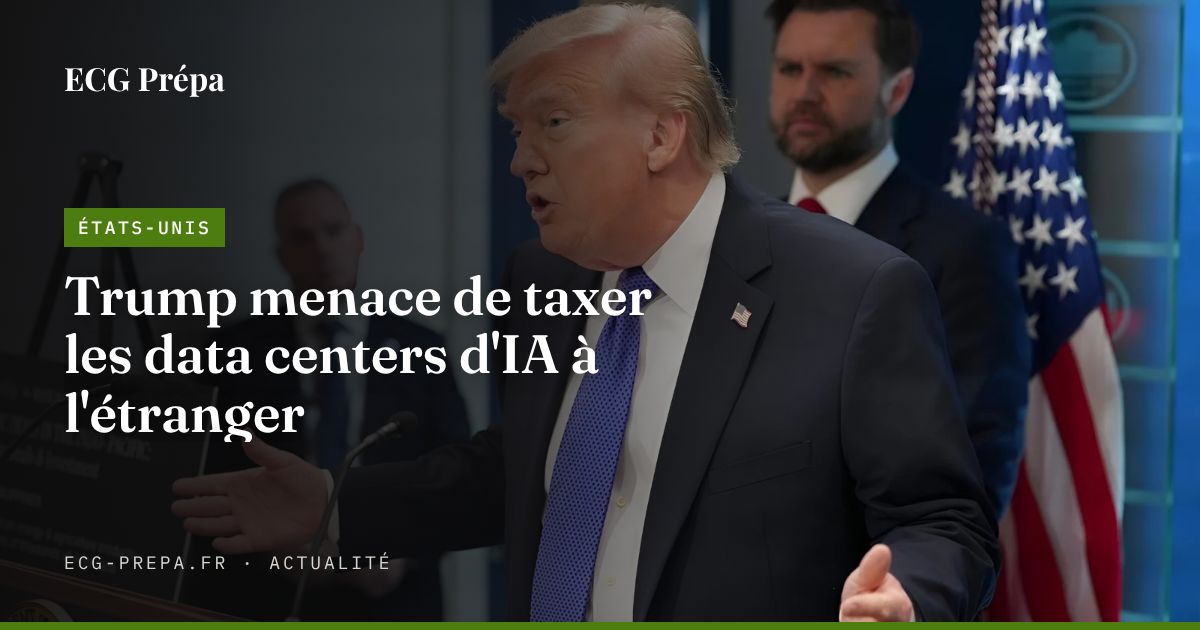 ECG Prépa
ÉTATS-UNIS
Trump menace de taxer
les data centers d'IA à
l'étranger
ECG-PREPA.FR · ACTUALITÉ